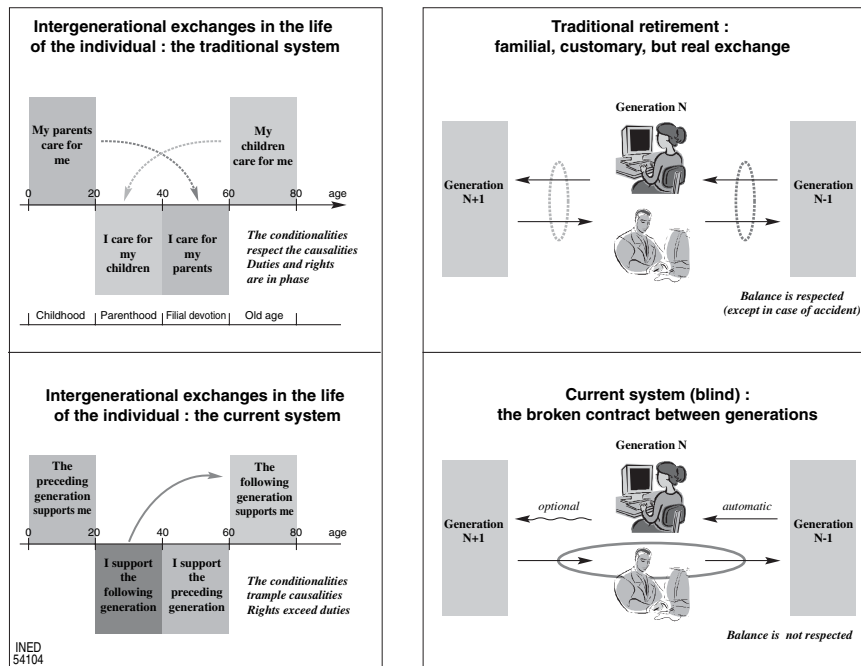 Intergenerational exchanges in the life
of the individual : the traditional system
My parents
care for
me
My
children
care for me
0
20
40
60
80
age
I care for
my
children
I care for
my
parents
The conditionalities
respect the causalities
Duties and rights
are in phase
Childhood
Parenthood
Filial devotion
Old age
Traditional retirement :
familial, customary, but real exchange
Generation N
Generation
N+1
Generation
N-1
Balance is respected
(except in case of accident)
Intergenerational exchanges in the life
of the individual : the current system
The
preceding
generation
supports me
The
following
generation
supports me
0
20
40
60
80
age
I support
the
following
generation
I support
the
preceding
generation
The conditionalities
trample causalities
Rights exceed duties
INED
54104
Current system (blind) :
the broken contract between generations
Generation N
optional
automatic
Generation
N+1
Generation
N-1
Balance is not respected